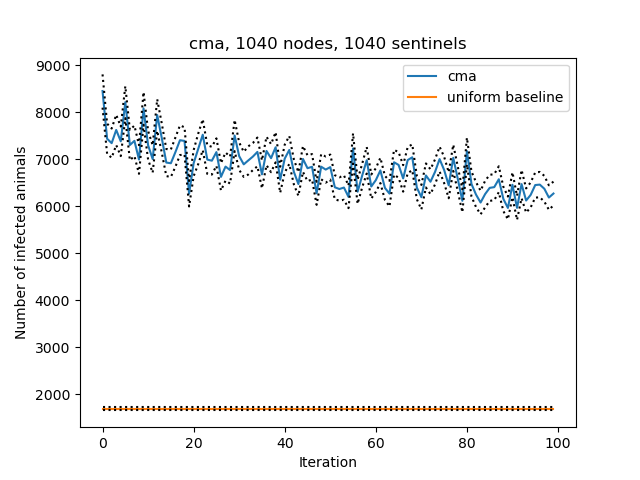 cma, 1040 nodes, 1040 sentinels
cma
uniform baseline
Number of infected animals
9000
8000
7000
6000
5000
4000
3000
2000
0 20 40 60 80 100
Iteration